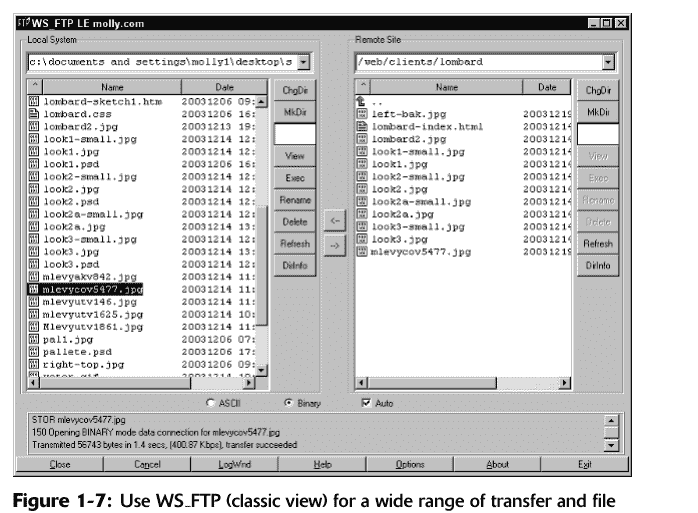 WS_FTP LE molly.com
Local System
c:\documents and settings\molly1\desktop\s
^ Name Date
lombard-sketch1.htm 20031206 09:
lombard.css 20031206 16:
lombard2.jpg 20031213 19:
look1-small.jpg 20031214 12:
look1.jpg 20031214 12:
look1.psd 20031206 16:
look2-small.jpg 20031214 12:
look2.jpg 20031214 12:
look2.psd 20031214 12:
look2a-small.jpg 20031214 12:
look2a.jpg 20031214 13:
look3-small.jpg 20031214 12:
look3.jpg 20031214 13:
look3.psd 20031214 12:
mlevyakv842.jpg 20031214 11:
mlevycov5477.jpg 20031214 11:
mlevyutv146.jpg 20031214 11:
mlevyutv1625.jpg 20031214 10:
Mlevyutv1861.jpg 20031214 11:
pal1.jpg 20031206 07:
pallete.psd 20031206 17:
right-top.jpg 20031206 09:
ChgDir
MkDir
View
Exec
Rename
Delete
Refresh
DirInfo
<-
->
Remote Site
/web/clients/lombard
^ Name Date
..
left-bak.jpg 20031219
lombard-index.html 2003121
lombard2.jpg 2003121
look1-small.jpg 2003121
look1.jpg 2003121
look2-small.jpg 2003121
look2.jpg 2003121
look2a-small.jpg 2003121
look2a.jpg 2003121
look3-small.jpg 2003121
look3.jpg 2003121
mlevycov5477.jpg 20031219
ChgDir
MkDir
View
Exec
Rename
Delete
Refresh
DirInfo
ASCII Binary Auto
STOR mlevycov5477.jpg
150 Opening BINARY mode data connection for mlevycov5477.jpg
Transmitted 56743 bytes in 1.4 secs, (400.87 Kbps), transfer succeeded
Close Cancel LogWnd Help Options About Exit
Figure 1-7: Use WS_FTP (classic view) for a wide range of transfer and file